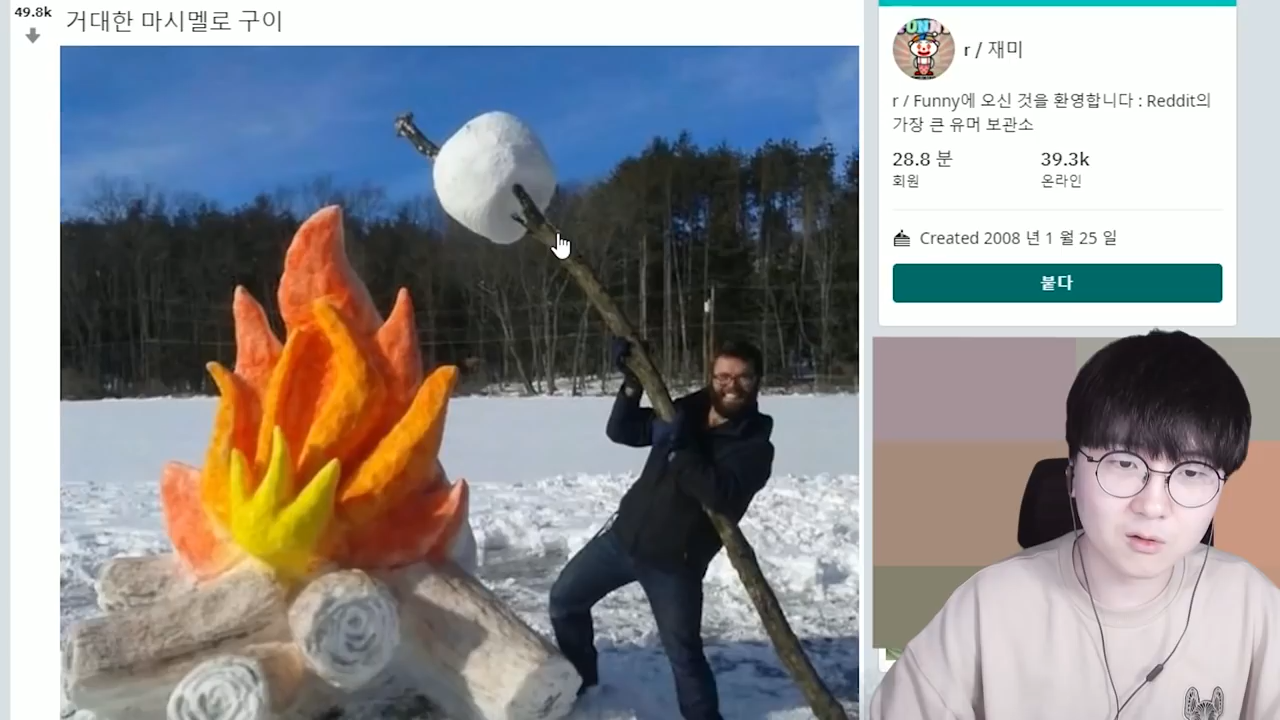 49.8k
거대한 마시멜로 구이
r / 재미
r / Funny에 오신 것을 환영합니다 : Reddit의
가장 큰 유머 보관소
28.8 분
39.3k
회원
온라인
Created 2008 년 1 월 25 일
붙다